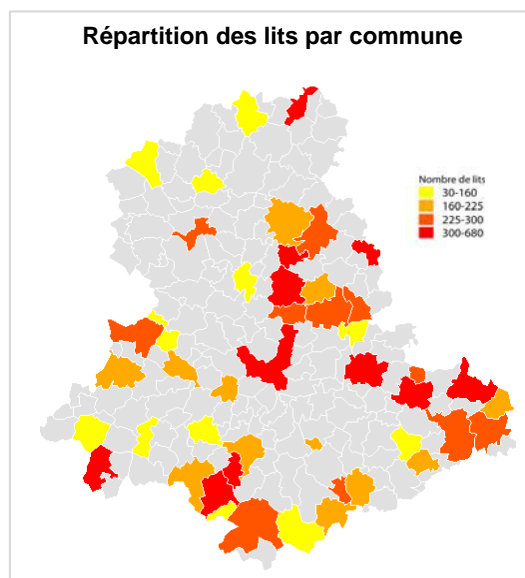 Répartition des lits par commune
Nombre de lits
30-160
160-225
225-300
300-680